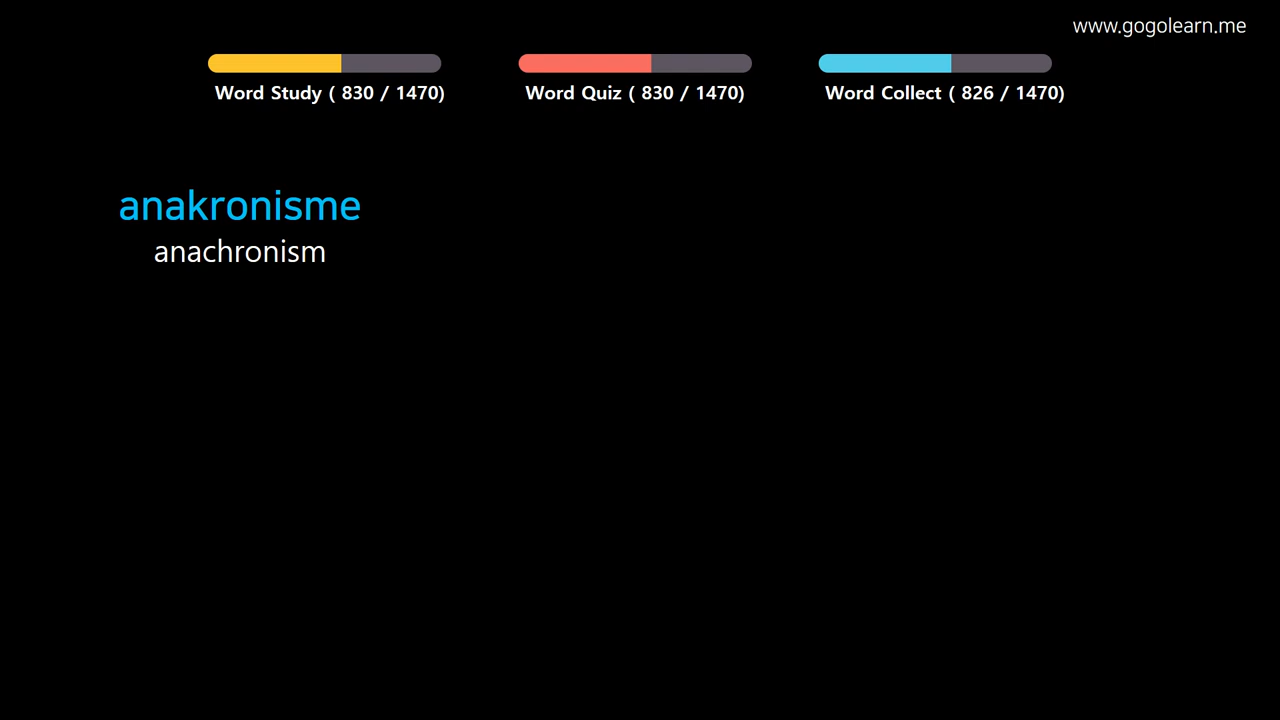 www.gogolearn.me
Word Study ( 830 / 1470)
Word Quiz ( 830 / 1470)
Word Collect ( 826 / 1470)
anakronisme
anachronism